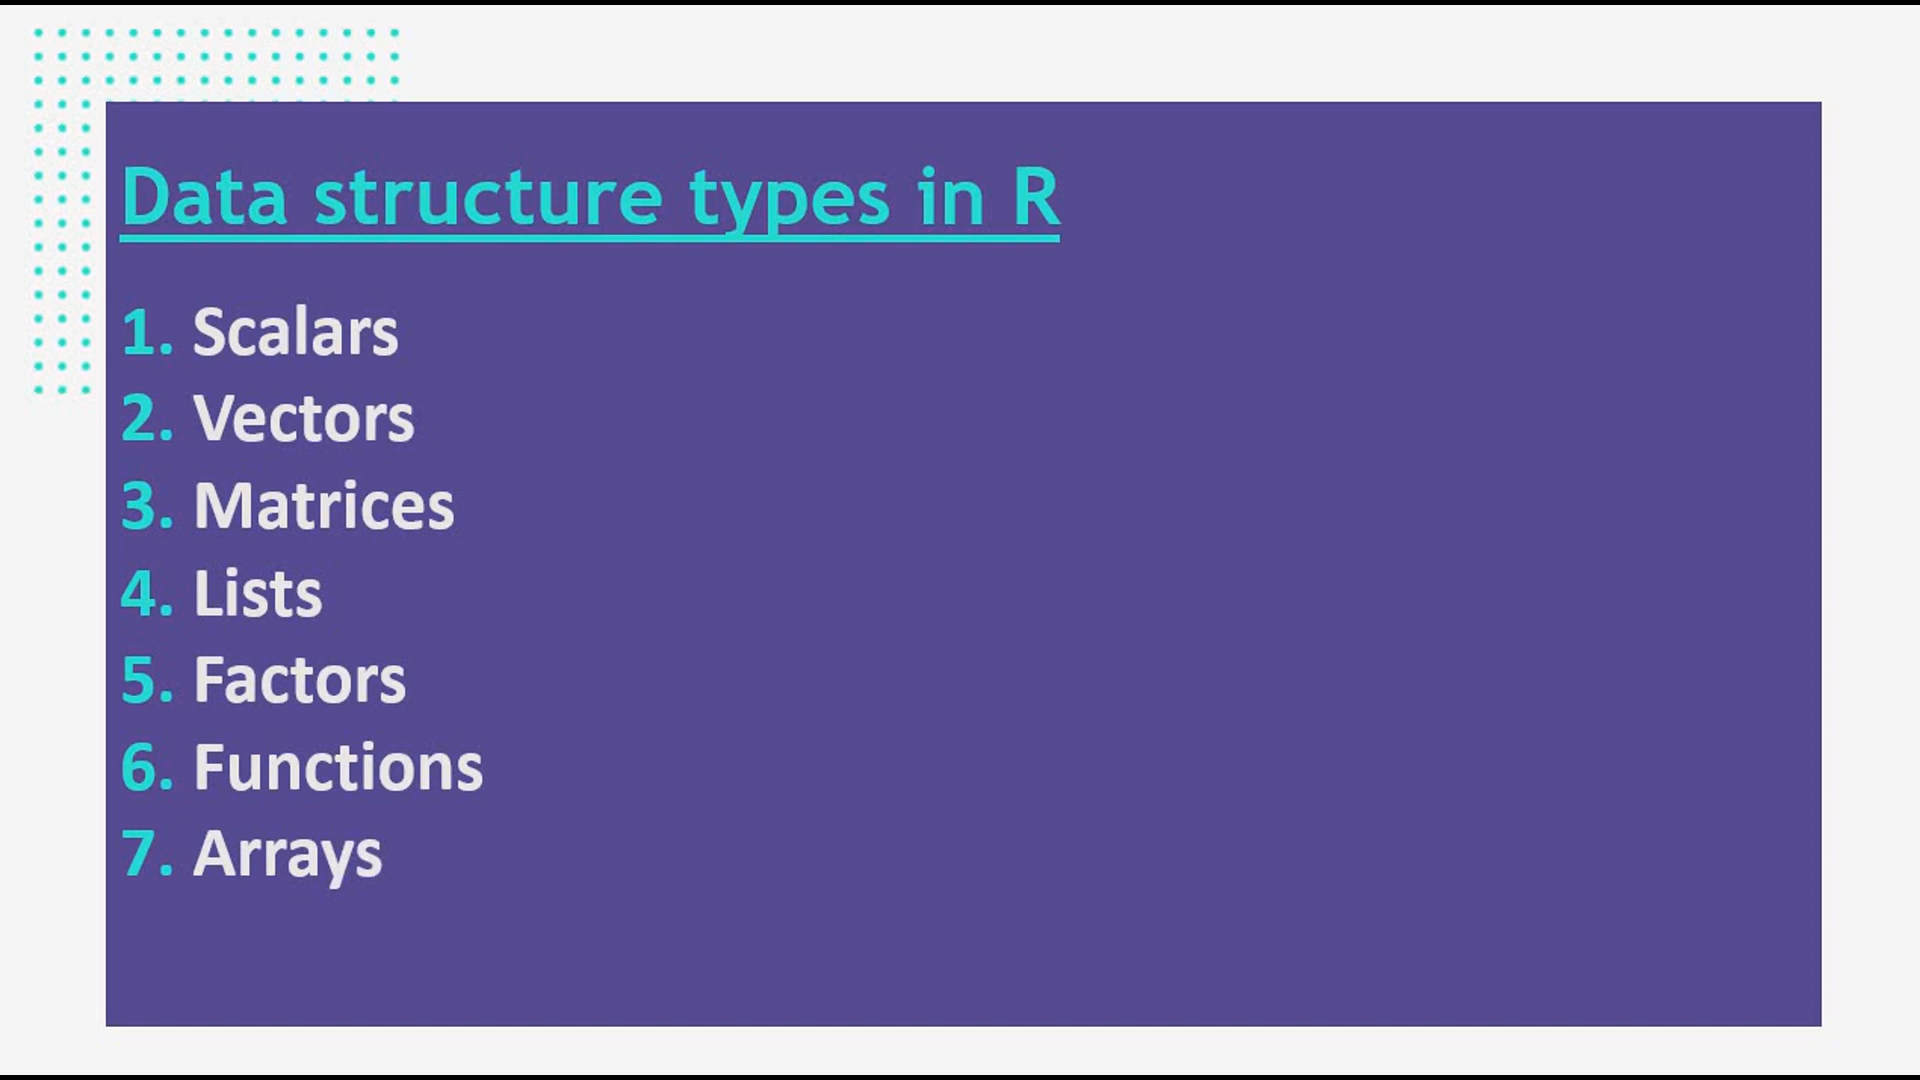 Data structure types in R
1. Scalars
2. Vectors
3. Matrices
4. Lists
5. Factors
6. Functions
7. Arrays